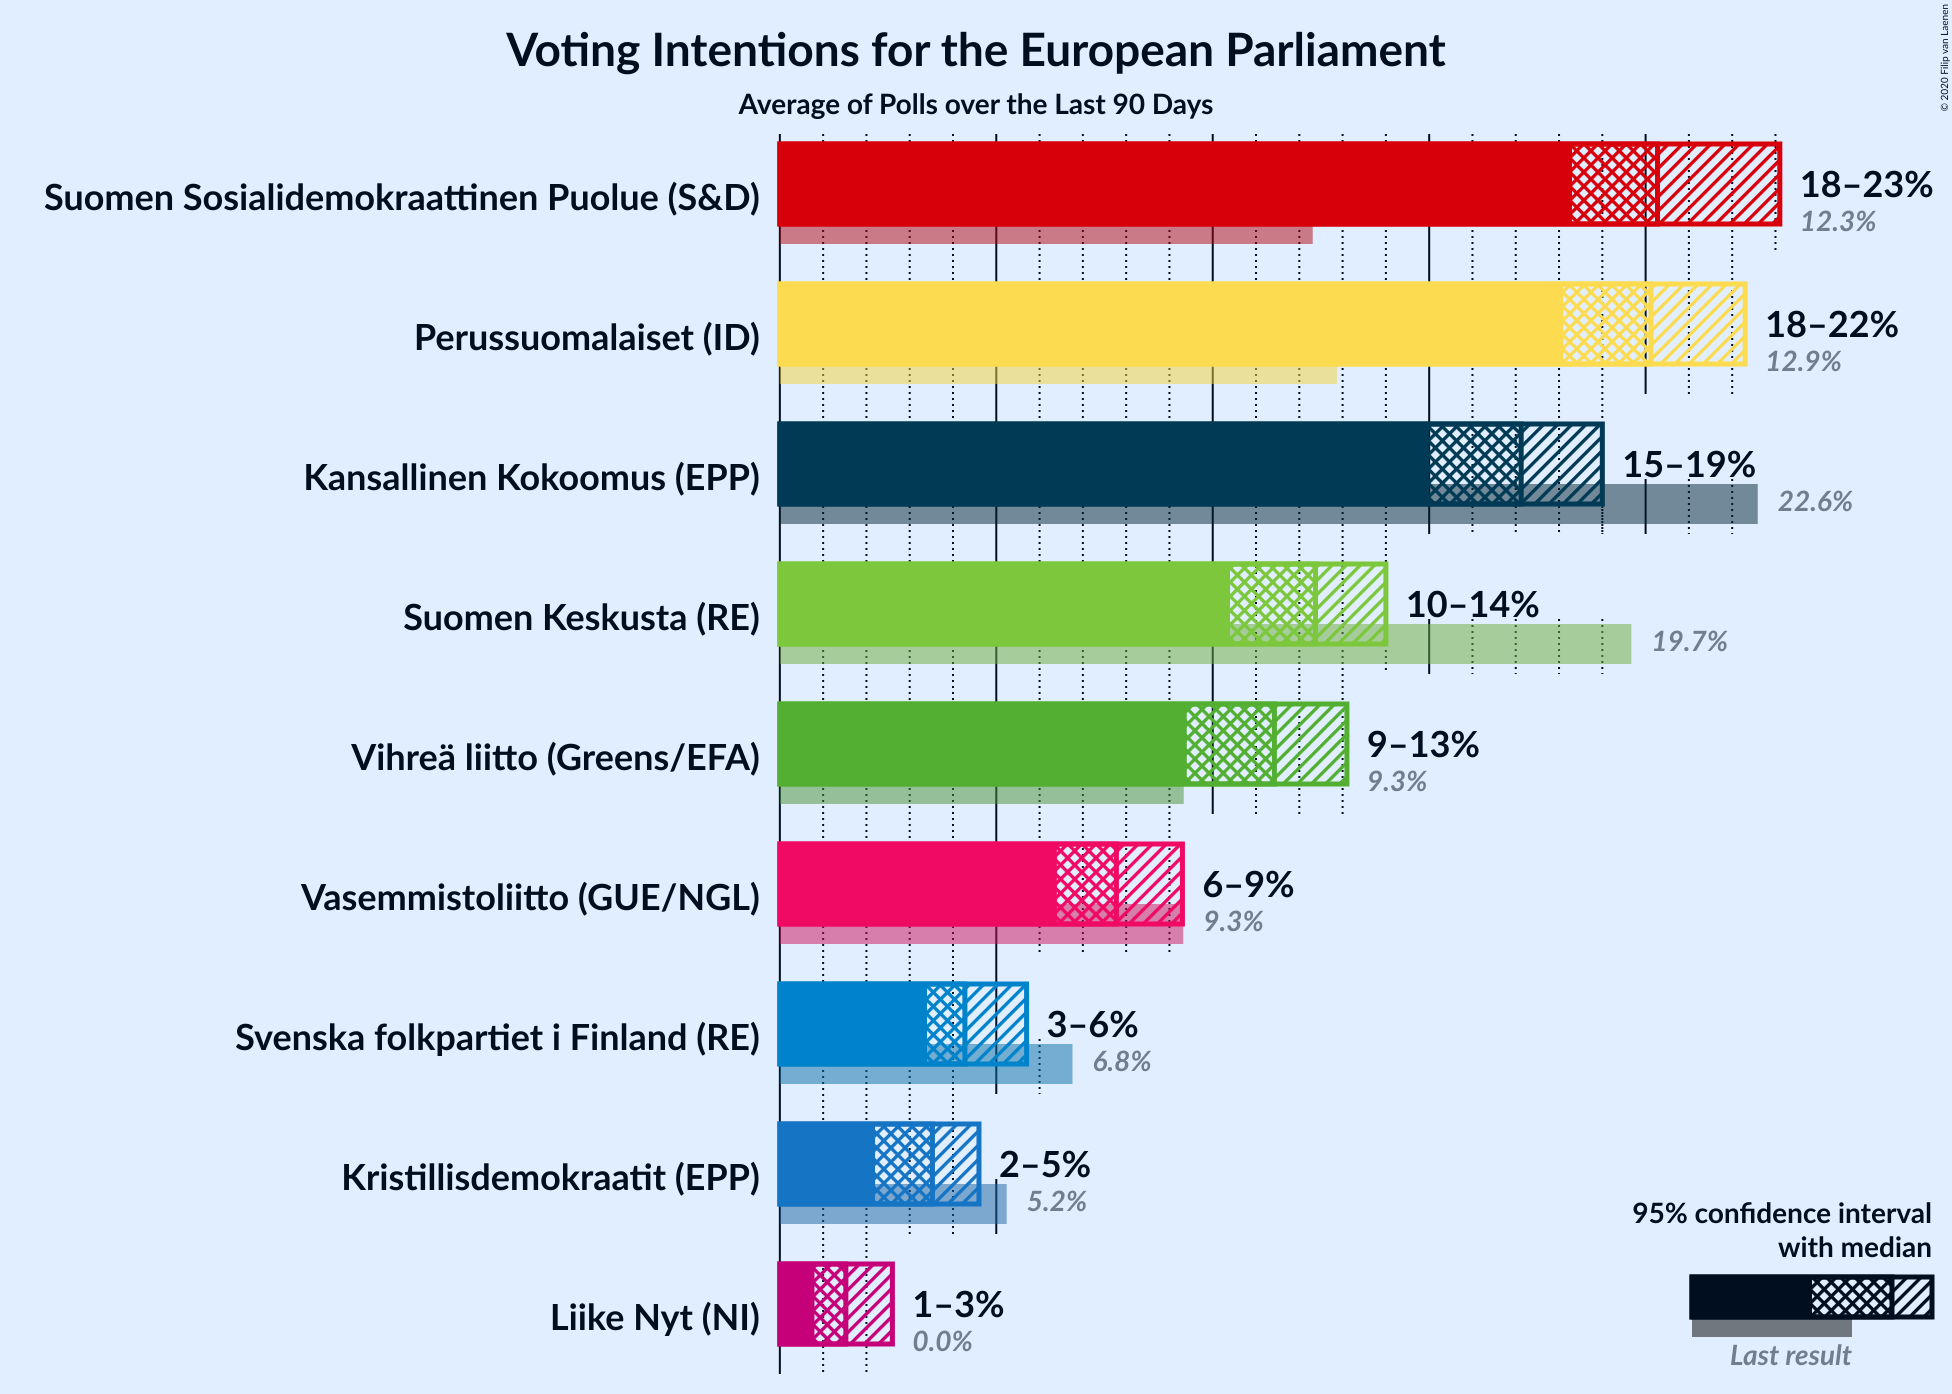 Voting Intentions for the European Parliament
Average of Polls over the Last 90 Days
© 2020 Filip van Laenen
Suomen Sosialidemokraattinen Puolue (S&D)
18–23%
12.3%
Perussuomalaiset (ID)
18–22%
12.9%
Kansallinen Kokoomus (EPP)
15–19%
22.6%
Suomen Keskusta (RE)
10–14%
19.7%
Vihreä liitto (Greens/EFA)
9–13%
9.3%
Vasemmistoliitto (GUE/NGL)
6–9%
9.3%
Svenska folkpartiet i Finland (RE)
3–6%
6.8%
Kristillisdemokraatit (EPP)
2–5%
5.2%
Liike Nyt (NI)
1–3%
0.0%
95% confidence interval
with median
Last result